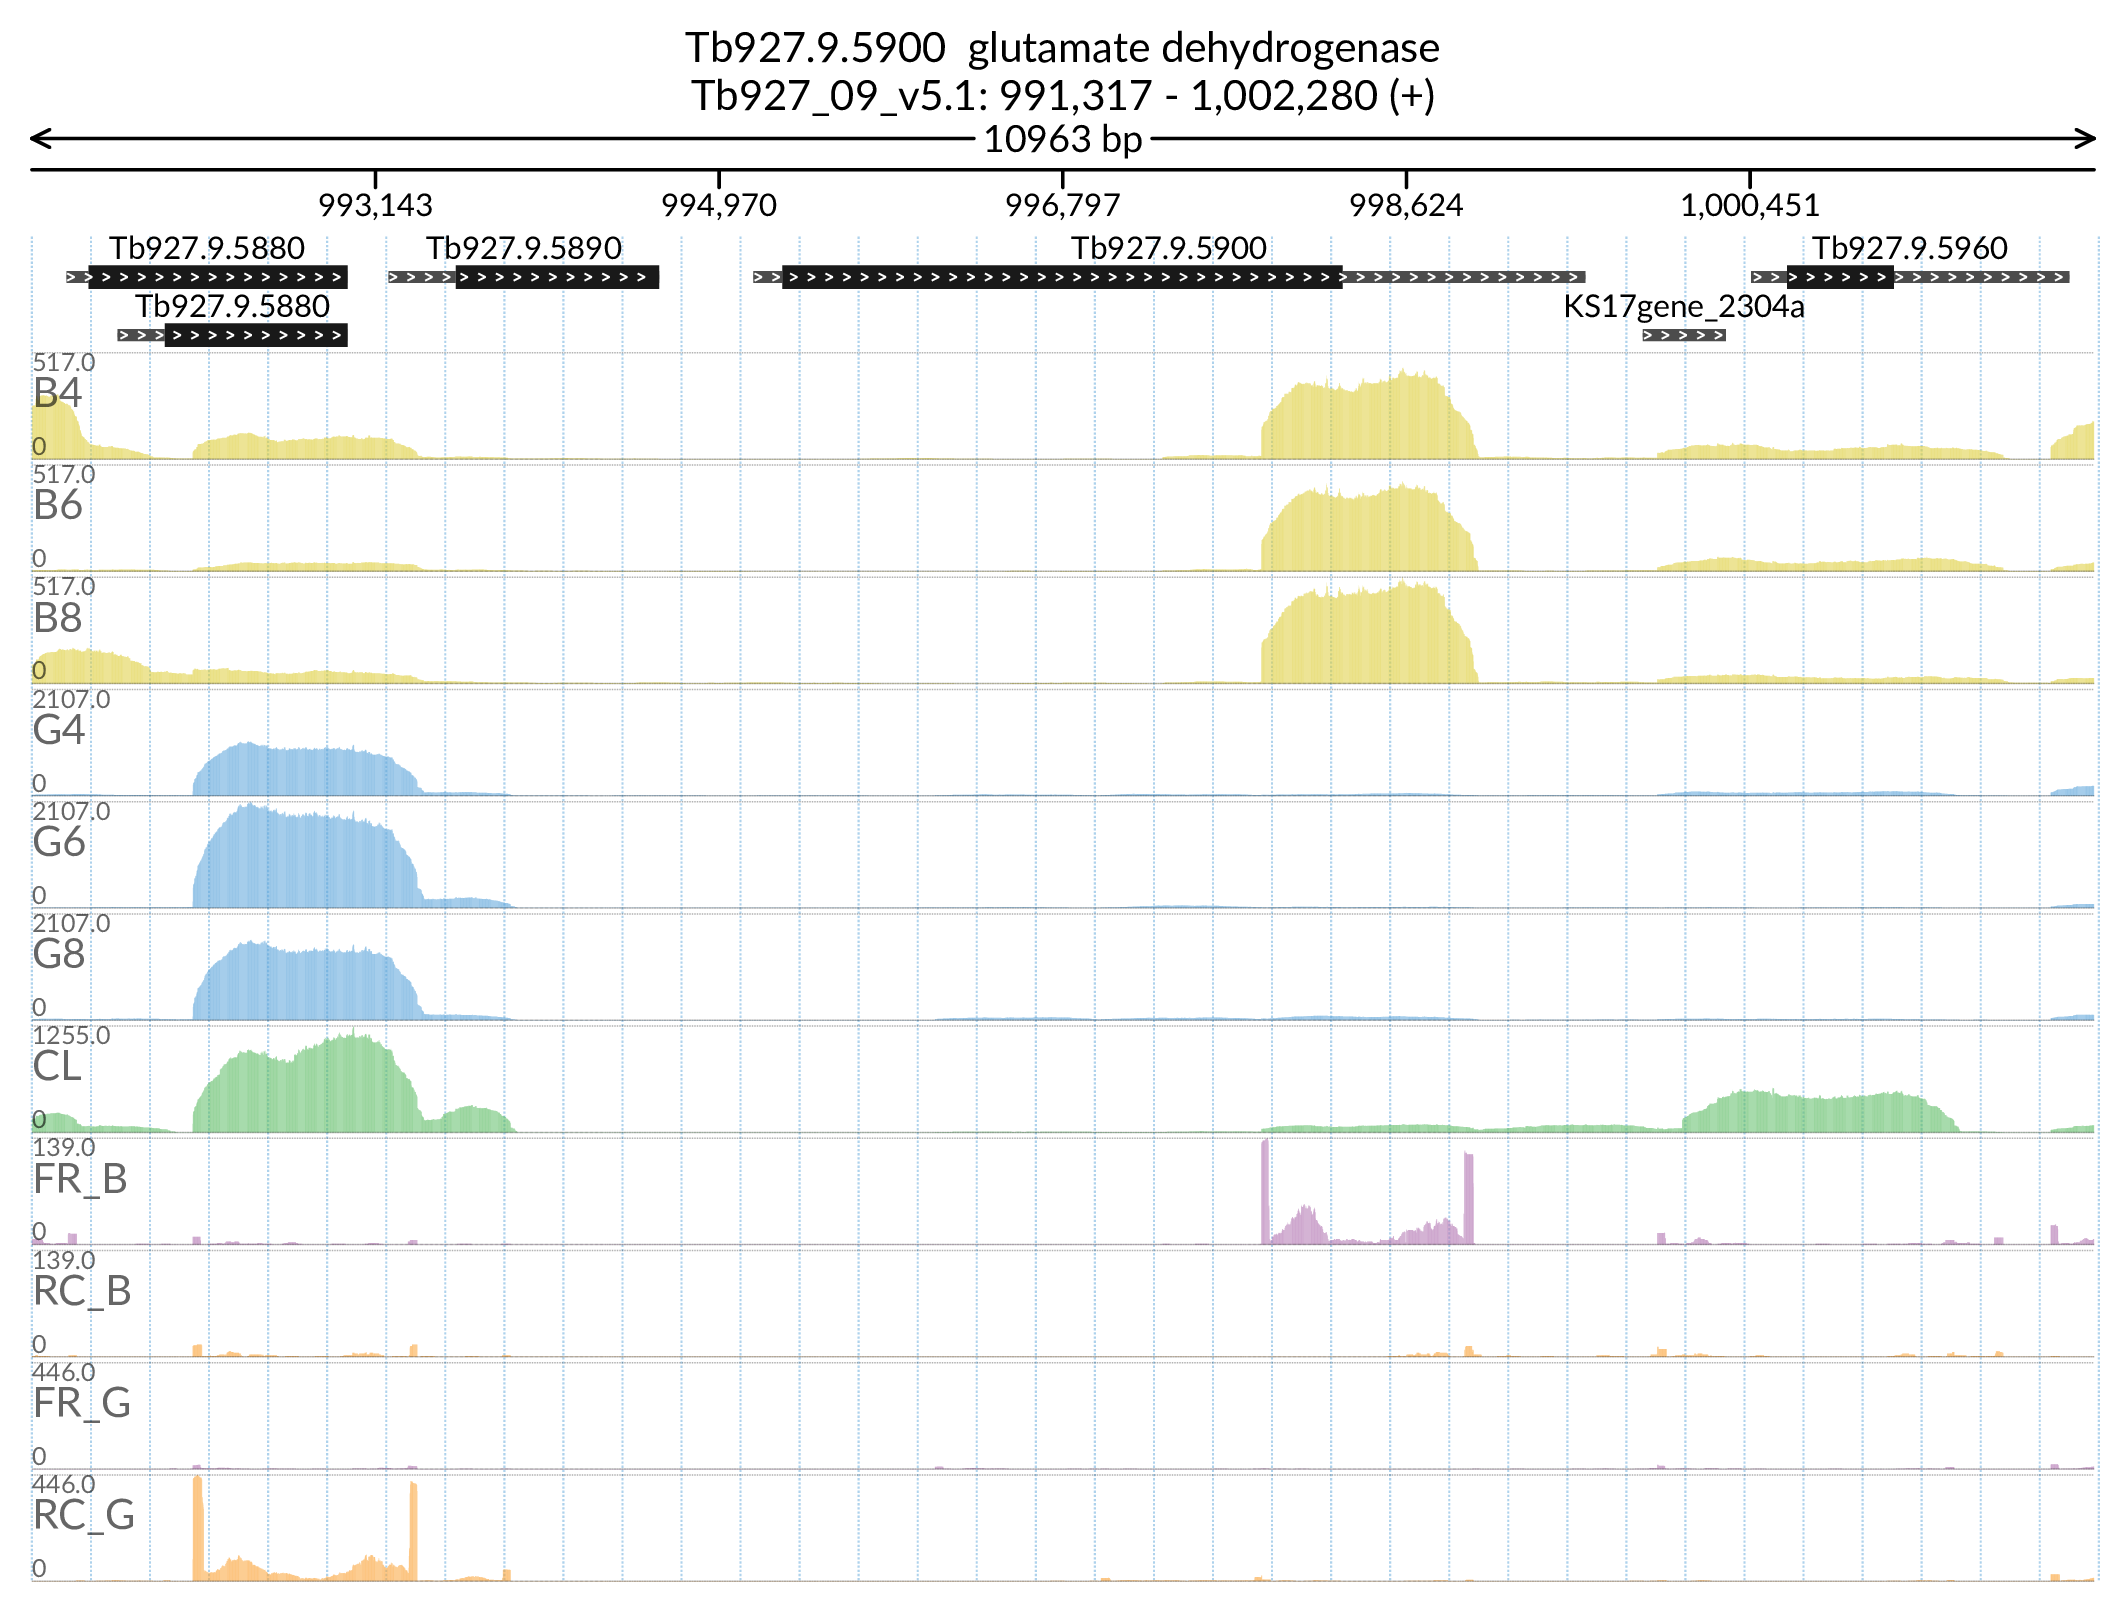 Tb927.9.5900  glutamate dehydrogenase
Tb927_09_v5.1: 991,317 - 1,002,280 (+)
10963 bp
993,143 994,970 996,797 998,624 1,000,451
Tb927.9.5880 Tb927.9.5890 Tb927.9.5900 Tb927.9.5960
Tb927.9.5880 KS17gene_2304a
517.0
B4
0
517.0
B6
0
517.0
B8
0
2107.0
G4
0
2107.0
G6
0
2107.0
G8
0
1255.0
CL
0
139.0
FR_B
0
139.0
RC_B
0
446.0
FR_G
0
446.0
RC_G
0